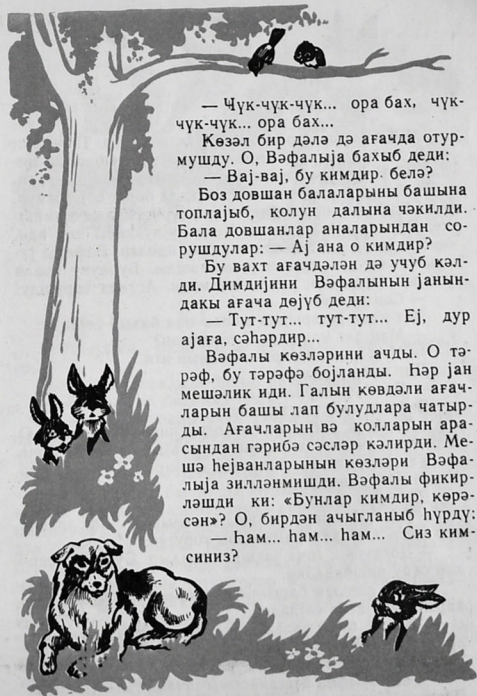 — Чүк-чүк-чүк... ора бах, чүк-
чүк-чүк... ора бах...
Көзәл бир дәлә дә ағачда отур-
мушду. О, Вәфалыја бахыб деди:
— Вај-вај, бу кимдир белә?
Боз довшан балаларыны башына
топлајыб, колун далына чәкилди.
Бала довшанлар аналарындан со-
рушдулар: — Ај ана о кимдир?
Бу вахт ағачдәлән дә учуб кәл-
ди. Димдијини Вәфалынын јанын-
дакы ағача дөјүб деди:
— Тут-тут... тут-тут... Еј, дур
ајаға, сәһәрдир...
Вәфалы көзләрини ачды. О тә-
рәф, бу тәрәфә бојланды. Һәр јан
мешәлик иди. Галын көвдәли ағач-
ларын башы лап булудлара чатыр-
ды. Ағачларын вә колларын ара-
сындан гәрибә сәсләр кәлирди. Ме-
шә һејванларынын көзләри Вәфа-
лыја зилләнмишди. Вәфалы фикир-
ләшди ки: «Бунлар кимдир, көрә-
сән»? О, бирдән ачыгланыб һүрдү:
— Һам... һам... һам... Сиз ким-
синиз?